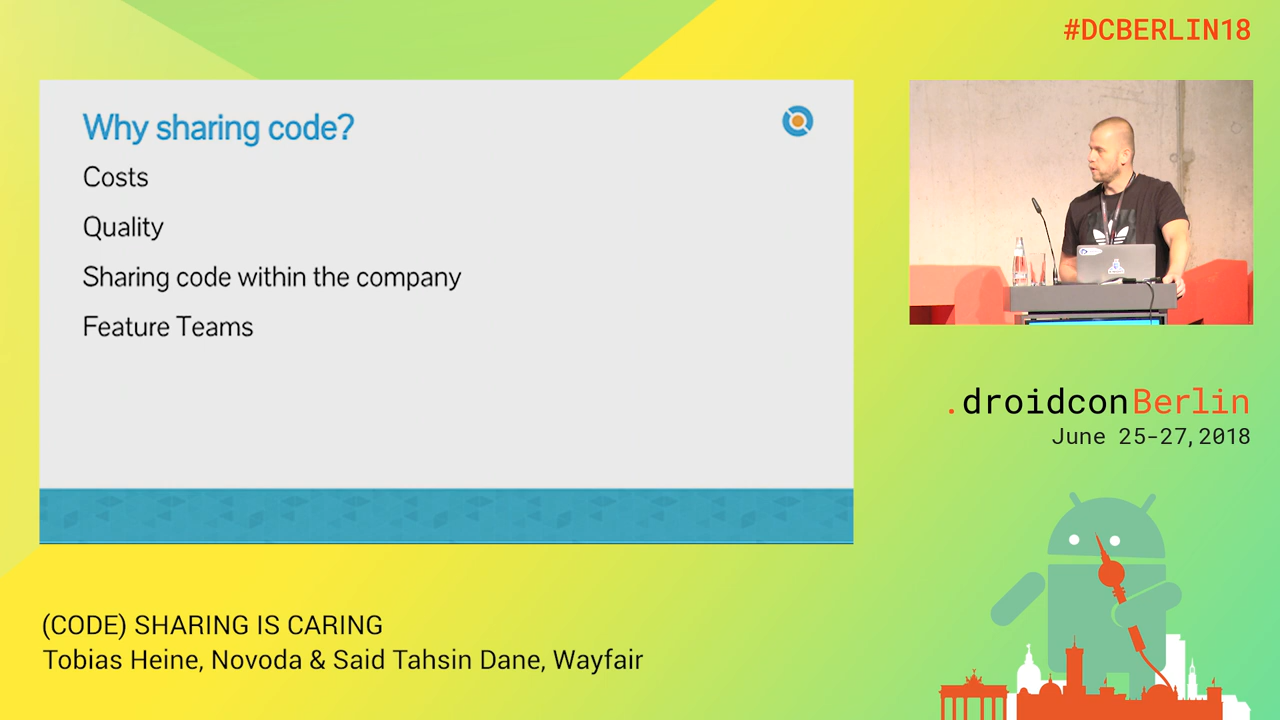 #DCBERLIN18
Why sharing code?
Costs
Quality
Sharing code within the company
Feature Teams
.droidconBerlin
June 25-27, 2018
(CODE) SHARING IS CARING
Tobias Heine, Novoda & Said Tahsin Dane, Wayfair